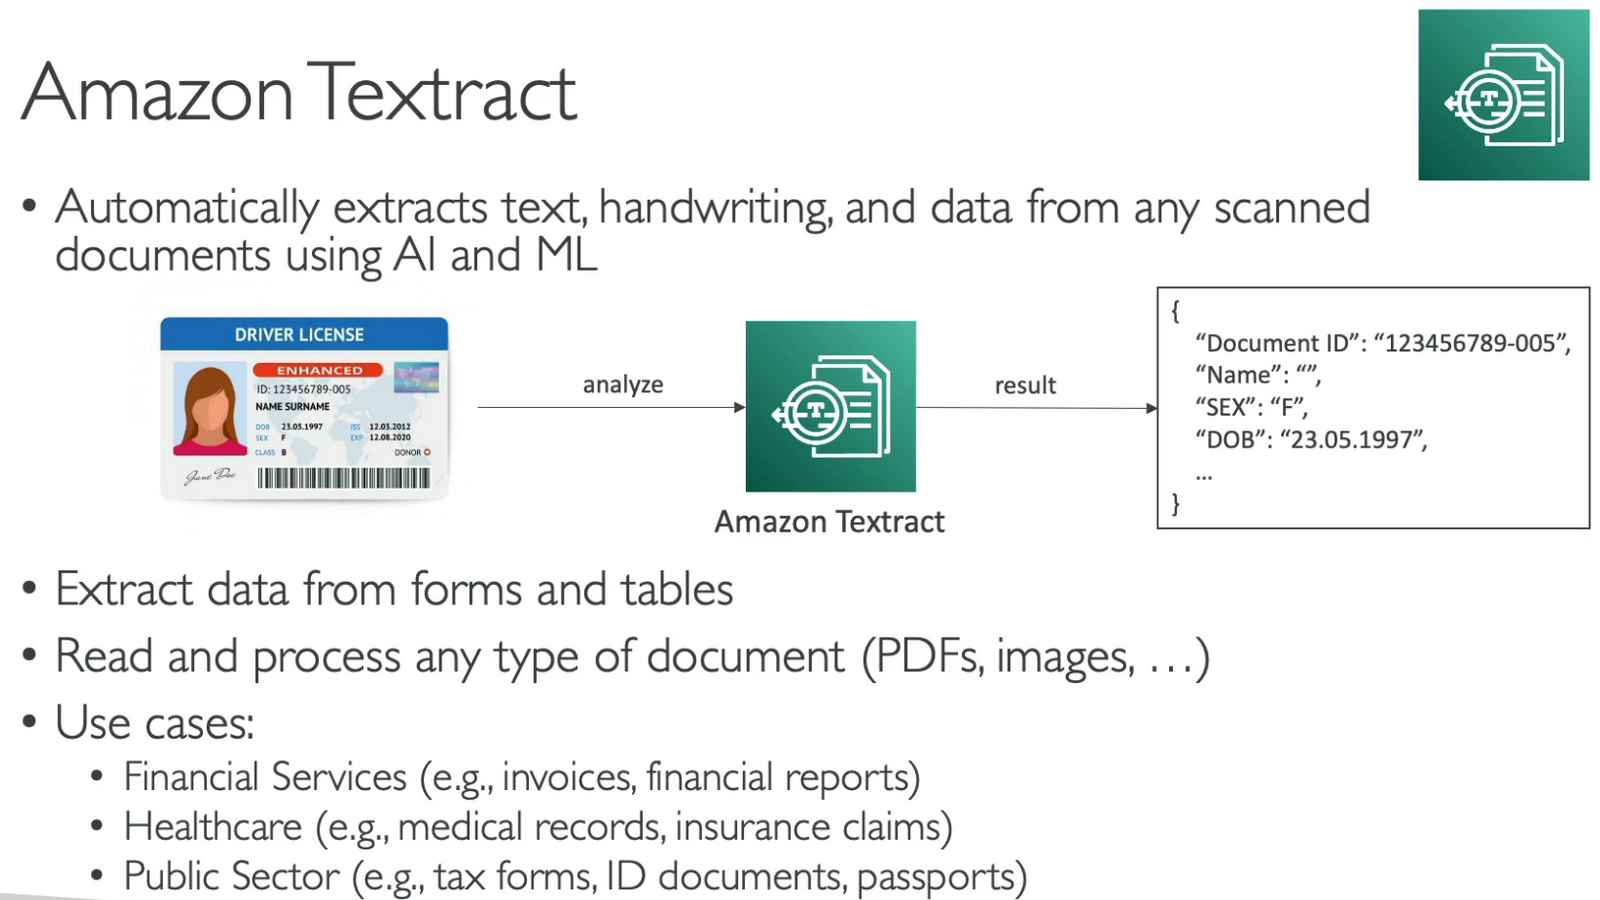 Amazon Textract
• Automatically extracts text, handwriting, and data from any scanned
documents using AI and ML
DRIVER LICENSE
ENHANCED
ID: 123456789-005
NAME SURNAME
DOB 23.05.1997 ISS 12.03.2012
SEX F EXP 12.08.2020
CLASS B DONOR
Jane Doe
analyze
T
Amazon Textract
result
{
“Document ID”: “123456789-005”,
“Name”: “”,
“SEX”: “F”,
“DOB”: “23.05.1997”,
...
}
• Extract data from forms and tables
• Read and process any type of document (PDFs, images, …)
• Use cases:
• Financial Services (e.g., invoices, financial reports)
• Healthcare (e.g., medical records, insurance claims)
• Public Sector (e.g., tax forms, ID documents, passports)